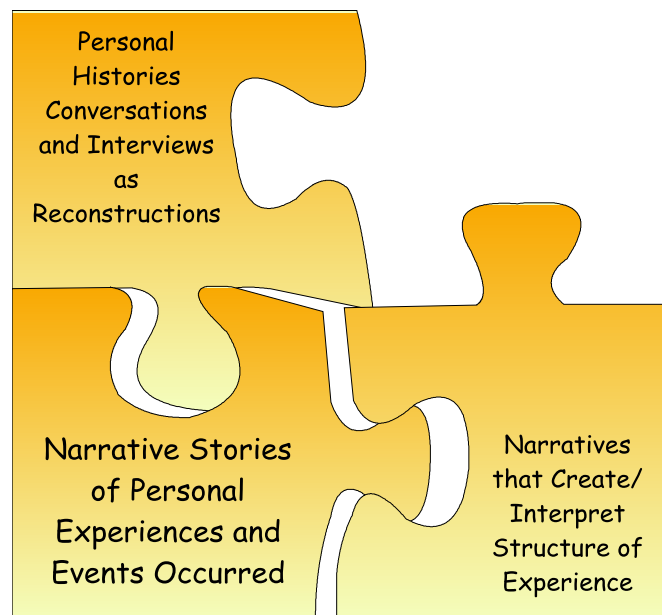 Personal
Histories
Conversations
and Interviews
as
Reconstructions
Narrative Stories
of Personal
Experiences and
Events Occurred
Narratives
that Create/
Interpret
Structure of
Experience